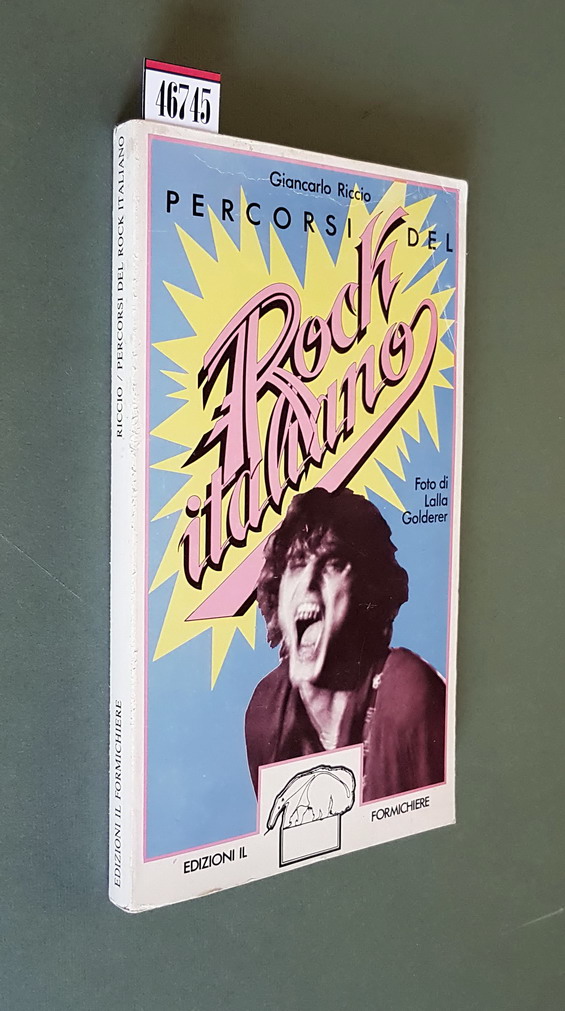 46745
Giancarlo Riccio
PERCORSI DEL
Rock
italiano
Foto di
Lalla
Golderer
EDIZIONI IL FORMICHIERE
RICCIO / PERCORSI DEL ROCK ITALIANO
EDIZIONI IL FORMICHIERE